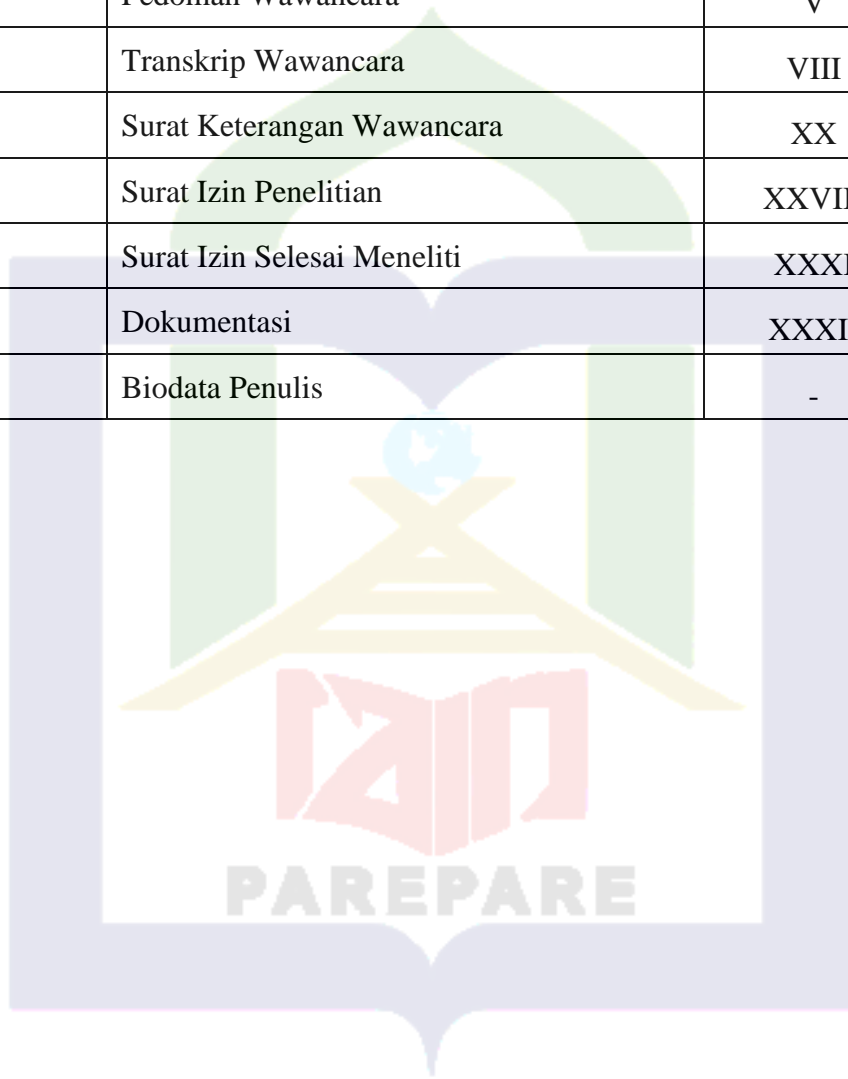 Pedoman Wawancara V
Transkrip Wawancara VIII
Surat Keterangan Wawancara XX
Surat Izin Penelitian
Surat Izin Selesai Meneliti
Dokumentasi
Biodata Penulis -
iain
PAREPARE